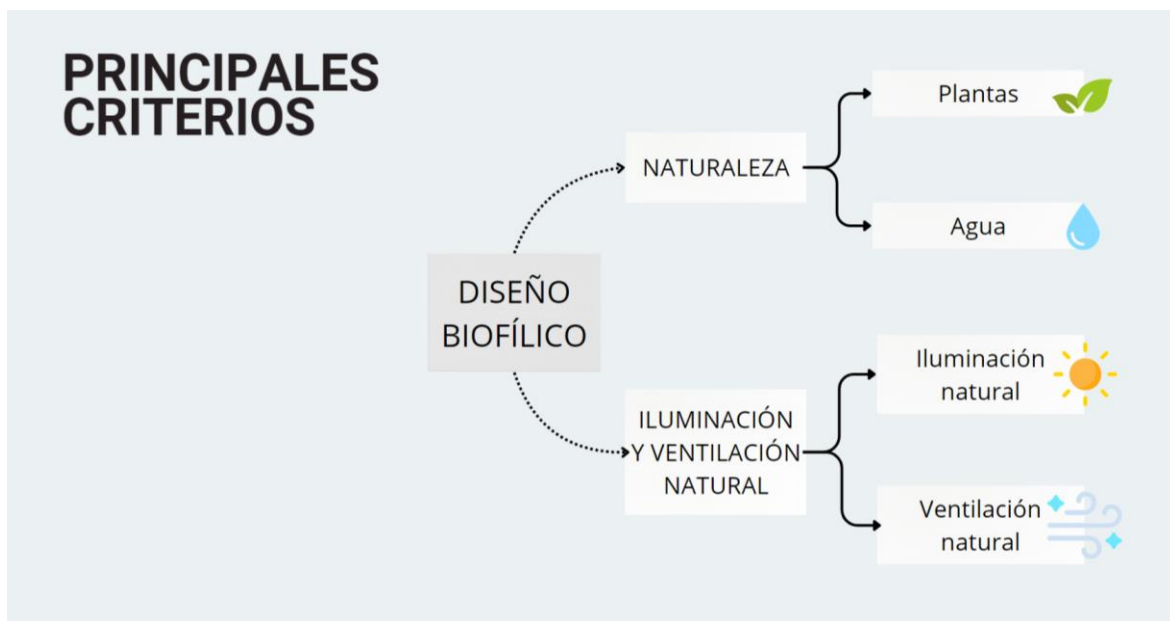 PRINCIPALES
CRITERIOS
Plantas
NATURALEZA
Agua
DISEÑO
BIOFÍLICO
Iluminación
natural
ILUMINACIÓN
Y VENTILACIÓN
NATURAL
Ventilación
natural